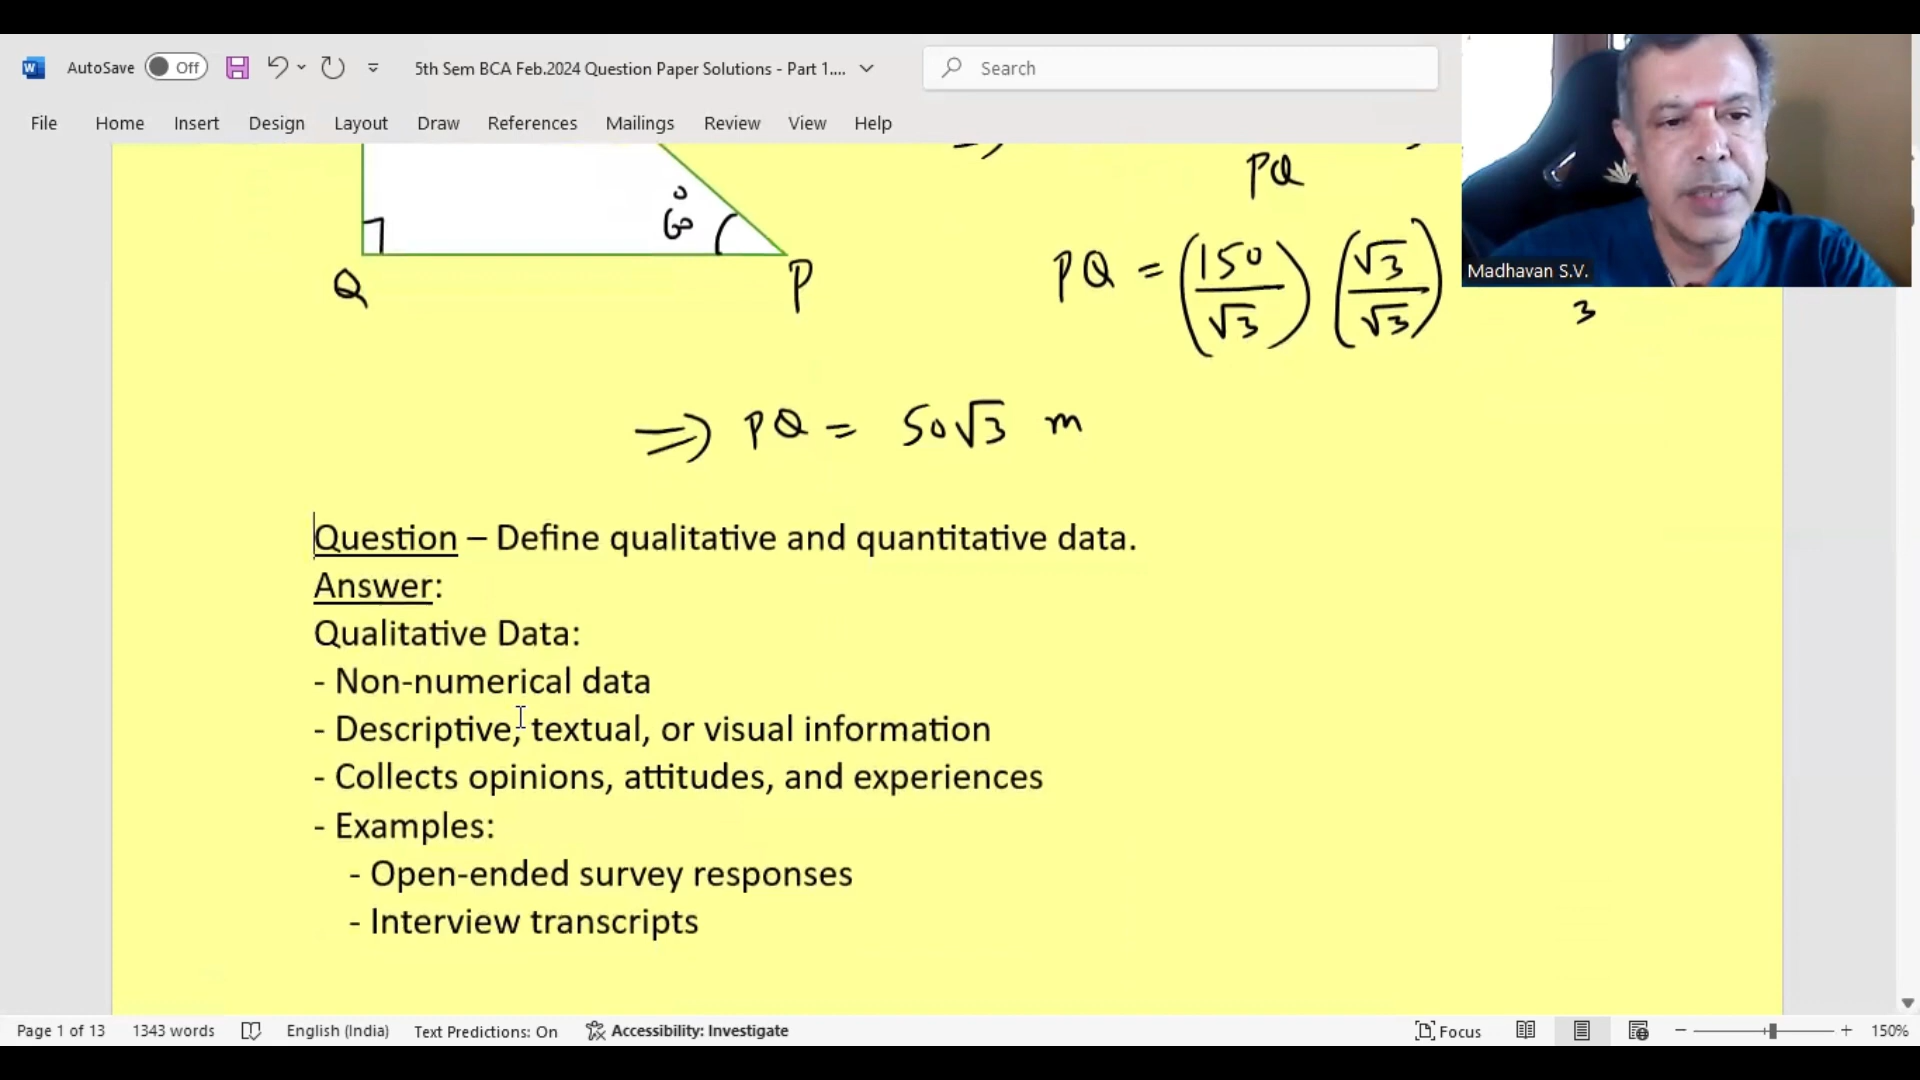 AutoSave Off 5th Sem BCA Feb.2024 Question Paper Solutions - Part 1.... Search
File Home Insert Design Layout Draw References Mailings Review View Help
PQ
60°
Q P
PQ = (150/√3) (√3/√3)
3
Madhavan S.V.
=> PQ = 50√3 m
Question – Define qualitative and quantitative data.
Answer:
Qualitative Data:
- Non-numerical data
- Descriptive, textual, or visual information
- Collects opinions, attitudes, and experiences
- Examples:
- Open-ended survey responses
- Interview transcripts
Page 1 of 13 1343 words English (India) Text Predictions: On Accessibility: Investigate Focus 150%